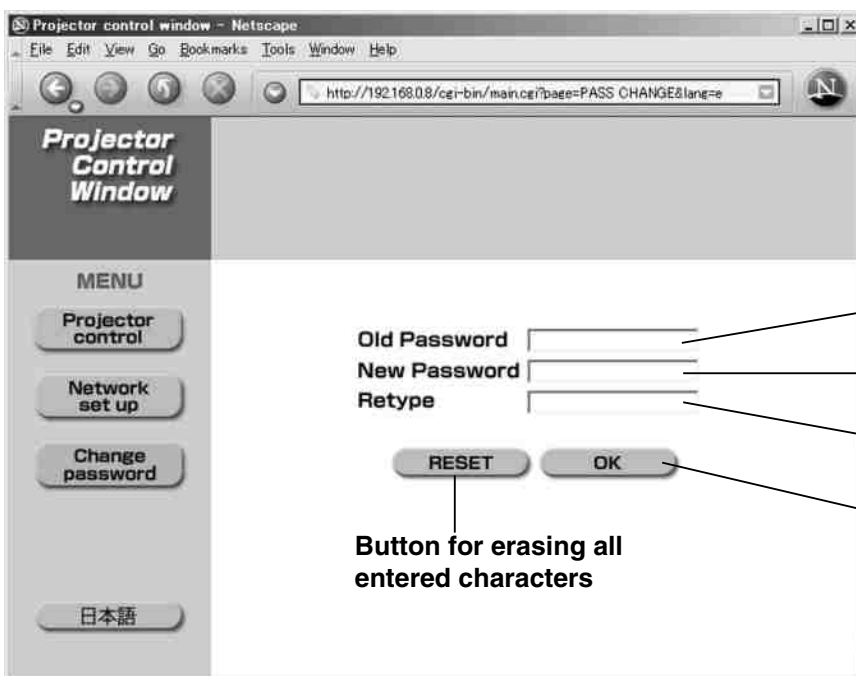 Projector control window - Netscape
File Edit View Go Bookmarks Tools Window Help
http://192.168.0.8/cgi-bin/main.cgi?page=PASS CHANGE&lang=e
N
Projector
Control
Window
MENU
Projector
control
Network
set up
Change
password
日本語
Old Password
New Password
Retype
RESET OK
Button for erasing all
entered characters